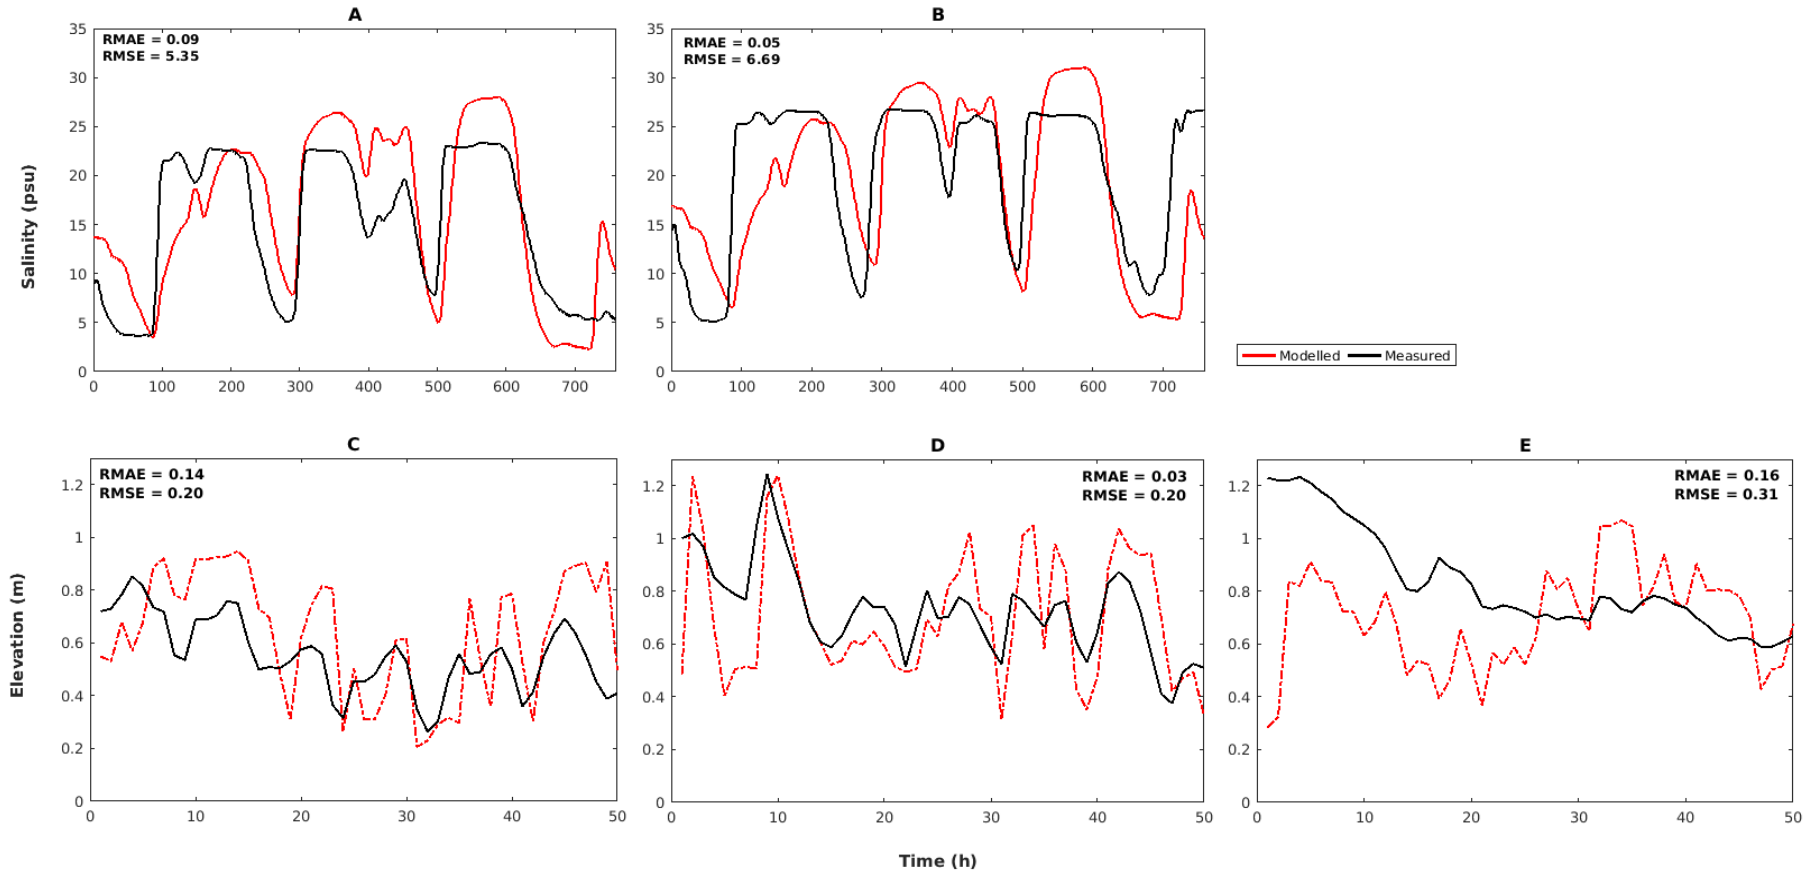 A
B
RMAE = 0.09
RMSE = 5.35
RMAE = 0.05
RMSE = 6.69
Salinity (psu)
35
30
25
20
15
10
5
0
0 100 200 300 400 500 600 700
35
30
25
20
15
10
5
0
0 100 200 300 400 500 600 700
Modelled
Measured
C
D
E
RMAE = 0.14
RMSE = 0.20
RMAE = 0.03
RMSE = 0.20
RMAE = 0.16
RMSE = 0.31
Elevation (m)
1.2
1
0.8
0.6
0.4
0.2
0
0 10 20 30 40 50
1.2
1
0.8
0.6
0.4
0.2
0
0 10 20 30 40 50
1.2
1
0.8
0.6
0.4
0.2
0
0 10 20 30 40 50
Time (h)